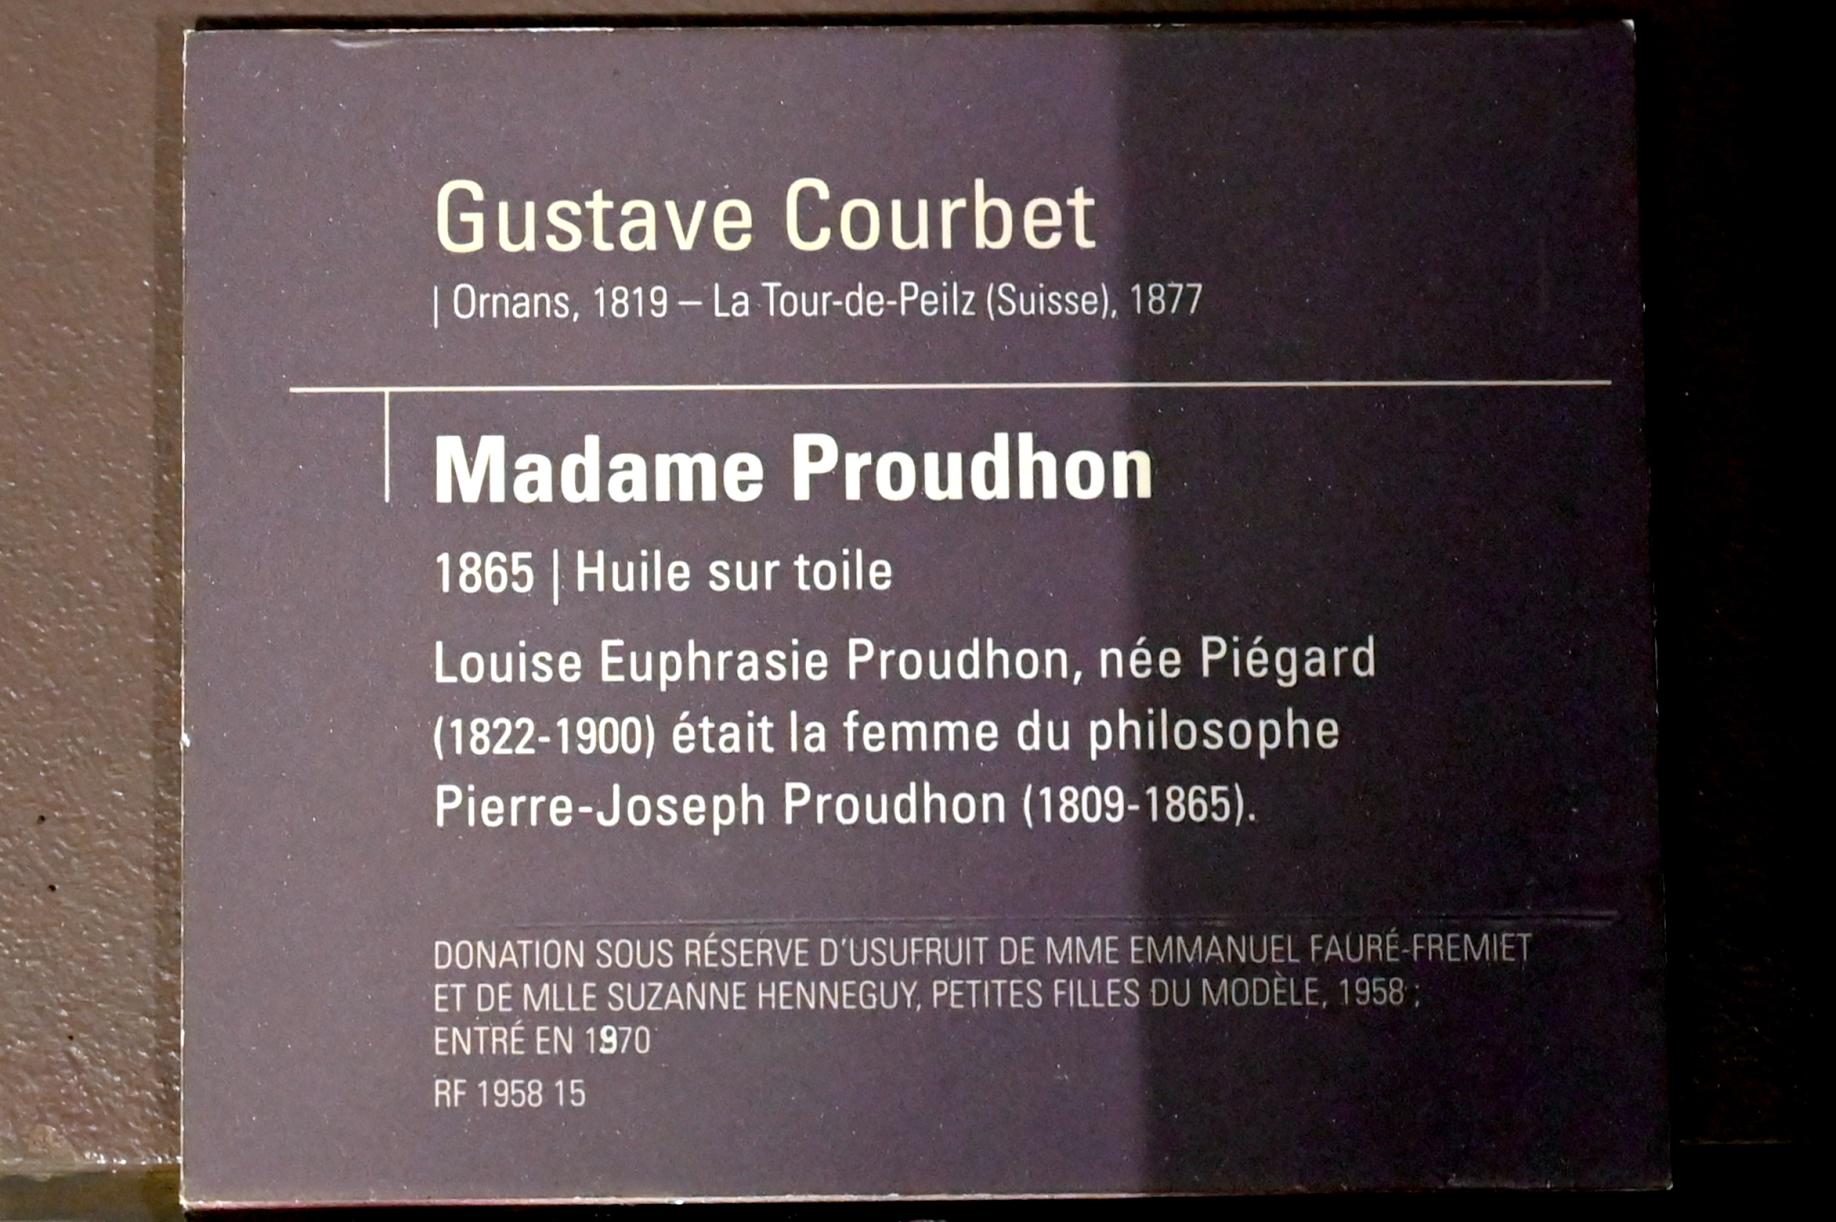 Gustave Courbet
| Ornans, 1819 – La Tour-de-Peilz (Suisse), 1877
Madame Proudhon
1865 | Huile sur toile
Louise Euphrasie Proudhon, née Piégard
(1822-1900) était la femme du philosophe
Pierre-Joseph Proudhon (1809-1865).
DONATION SOUS RÉSERVE D'USUFRUIT DE MME EMMANUEL FAURÉ-FREMIET
ET DE MLLE SUZANNE HENNEGUY, PETITES FILLES DU MODÈLE, 1958 ;
ENTRÉ EN 1970
RF 1958 15